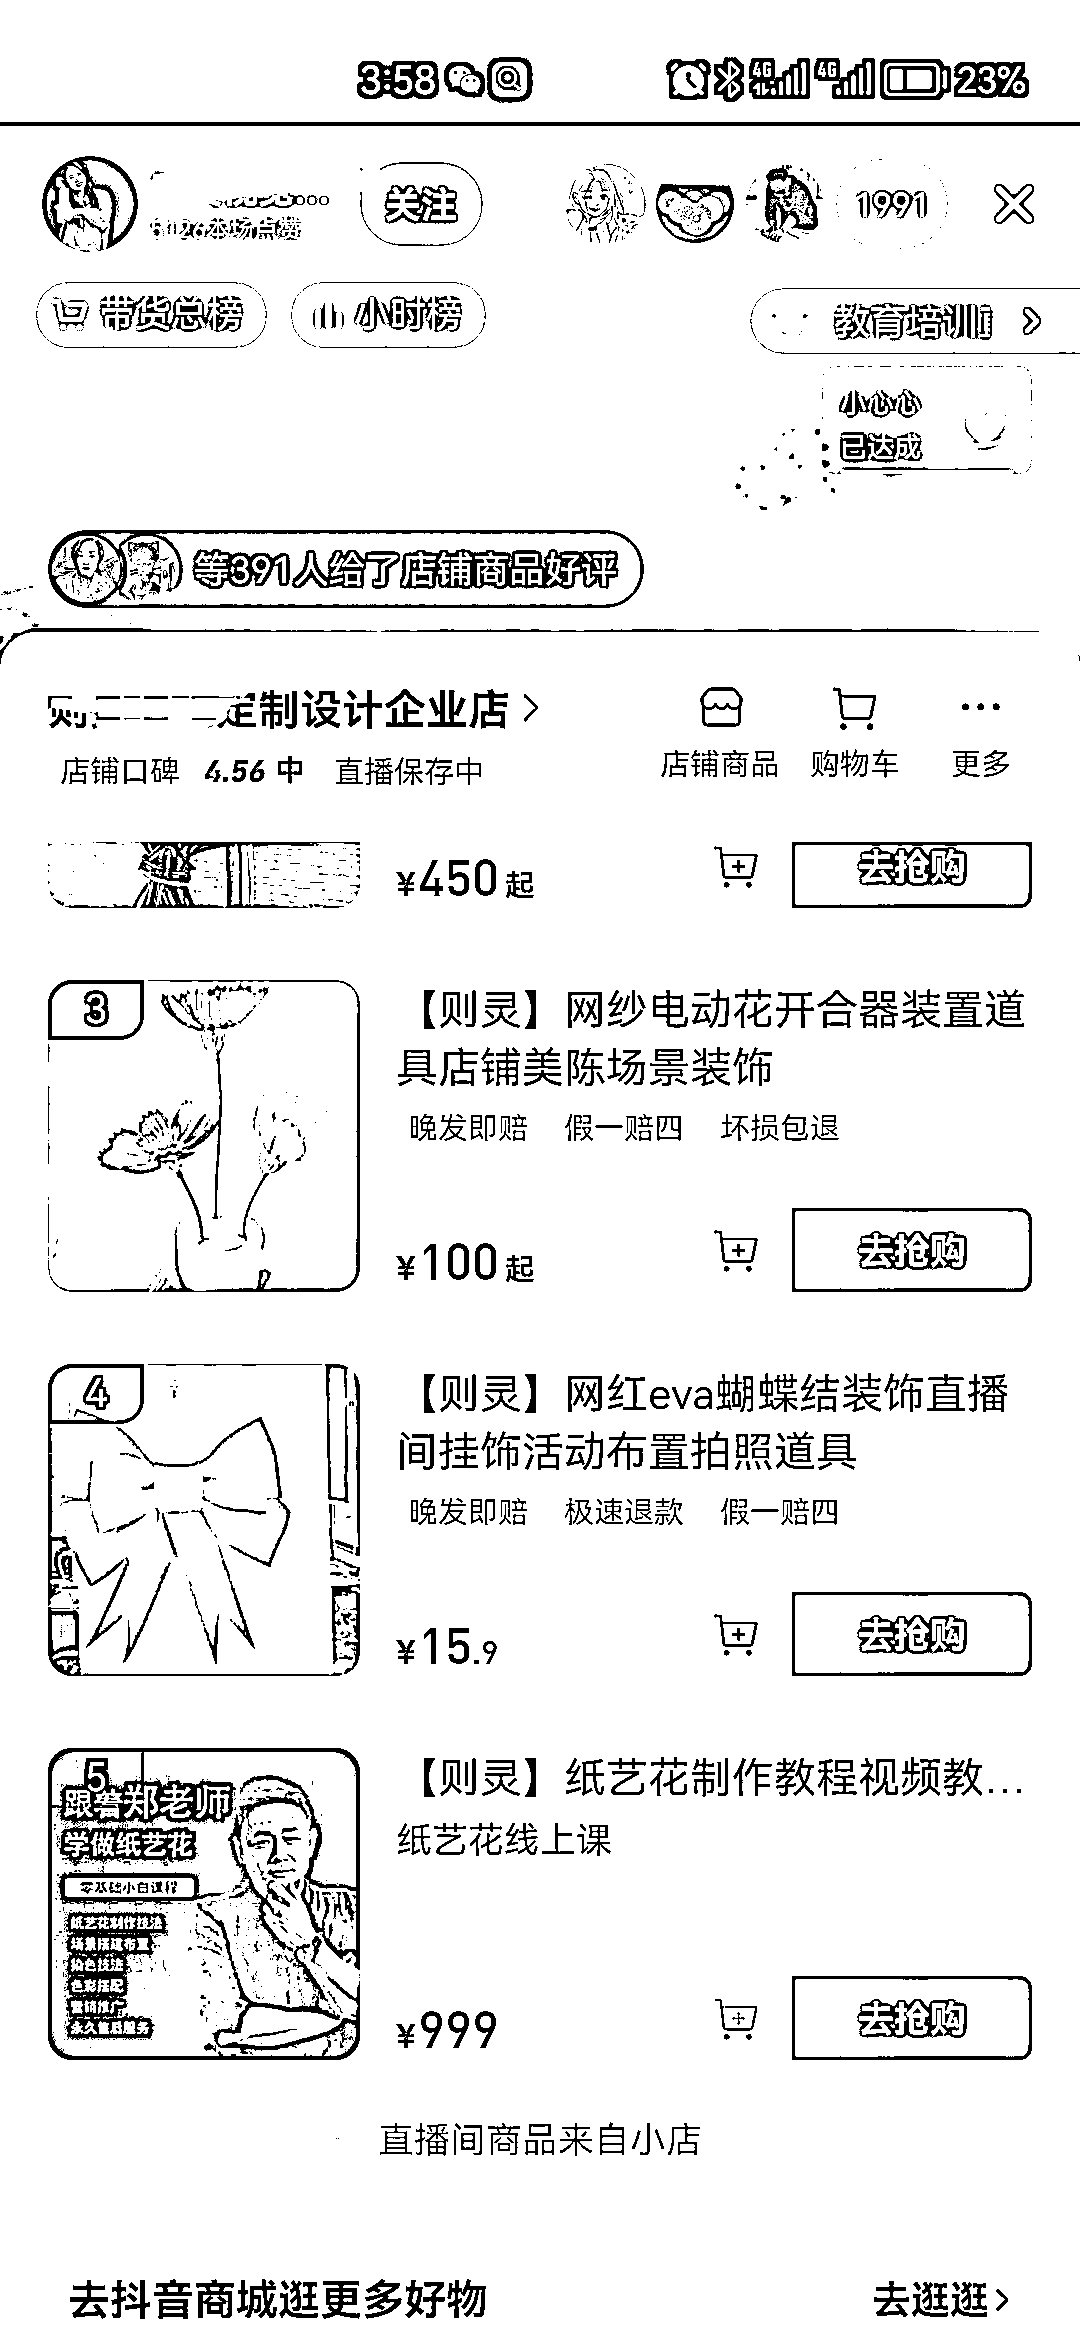 3:58 4G 4G 23%
关注 1991
本场点赞
带货总榜 小时榜 教育培训
小心心
已达成
等391人给了店铺商品好评
定制设计企业店
店铺口碑 4.56 中 直播保存中 店铺商品 购物车 更多
¥450起 去抢购
3
【则灵】网纱电动花开合器装置道
具店铺美陈场景装饰
晚发即赔 假一赔四 坏损包退
¥100起 去抢购
4
【则灵】网红eva蝴蝶结装饰直播
间挂饰活动布置拍照道具
晚发即赔 极速退款 假一赔四
¥15.9 去抢购
5
跟着郑老师
学做纸艺花
零基础小白课程
纸艺花制作技法
场景搭建布置
染色技法
色彩搭配
营销推广
永久售后服务
【则灵】纸艺花制作教程视频教...
纸艺花线上课
¥999 去抢购
直播间商品来自小店
去抖音商城逛更多好物 去逛逛